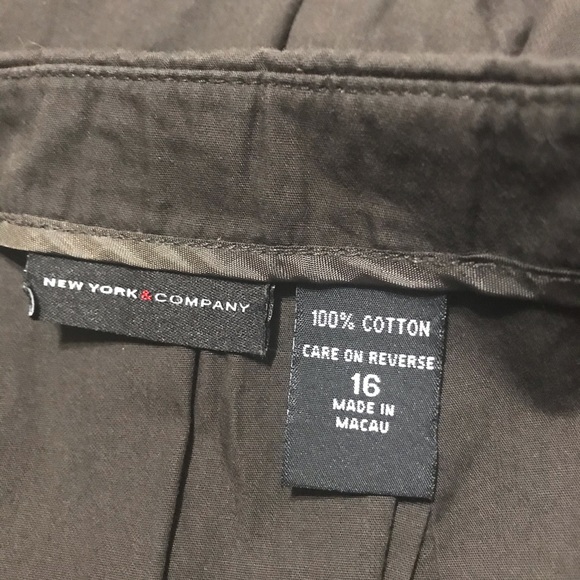 NEW YORK&COMPANY
100% COTTON
CARE ON REVERSE
16
MADE IN
MACAU